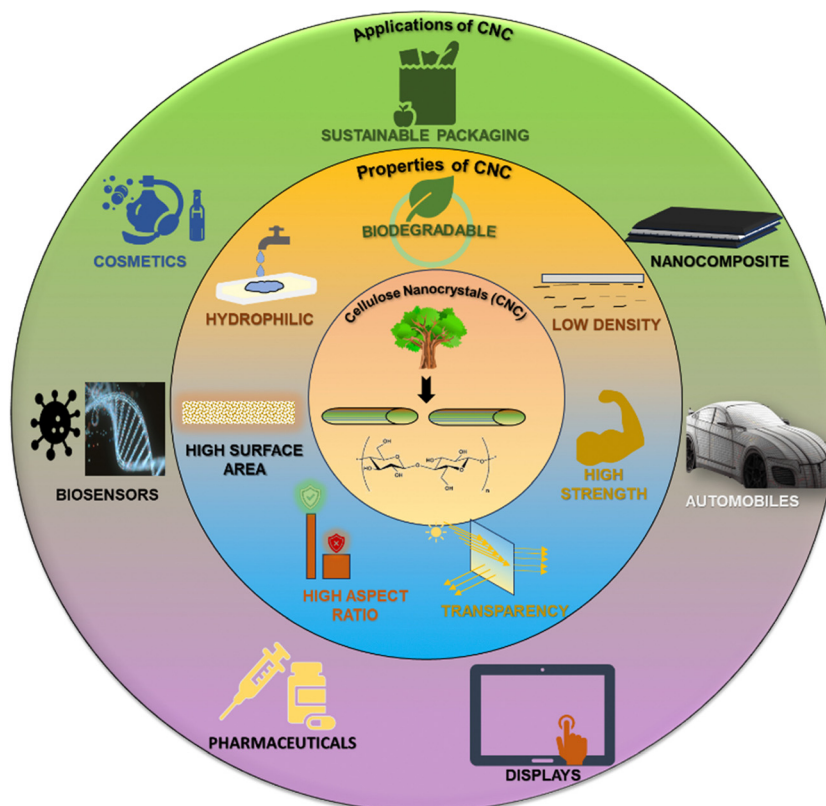 Applications of CNC
SUSTAINABLE PACKAGING
Properties of CNC
BIODEGRADABLE
COSMETICS
NANOCOMPOSITE
HYDROPHILIC
LOW DENSITY
Cellulose Nanocrystals (CNC)
HIGH SURFACE
AREA
BIOSENSORS
HIGH
STRENGTH
AUTOMOBILES
HIGH ASPECT
RATIO
TRANSPARENCY
PHARMACEUTICALS
DISPLAYS